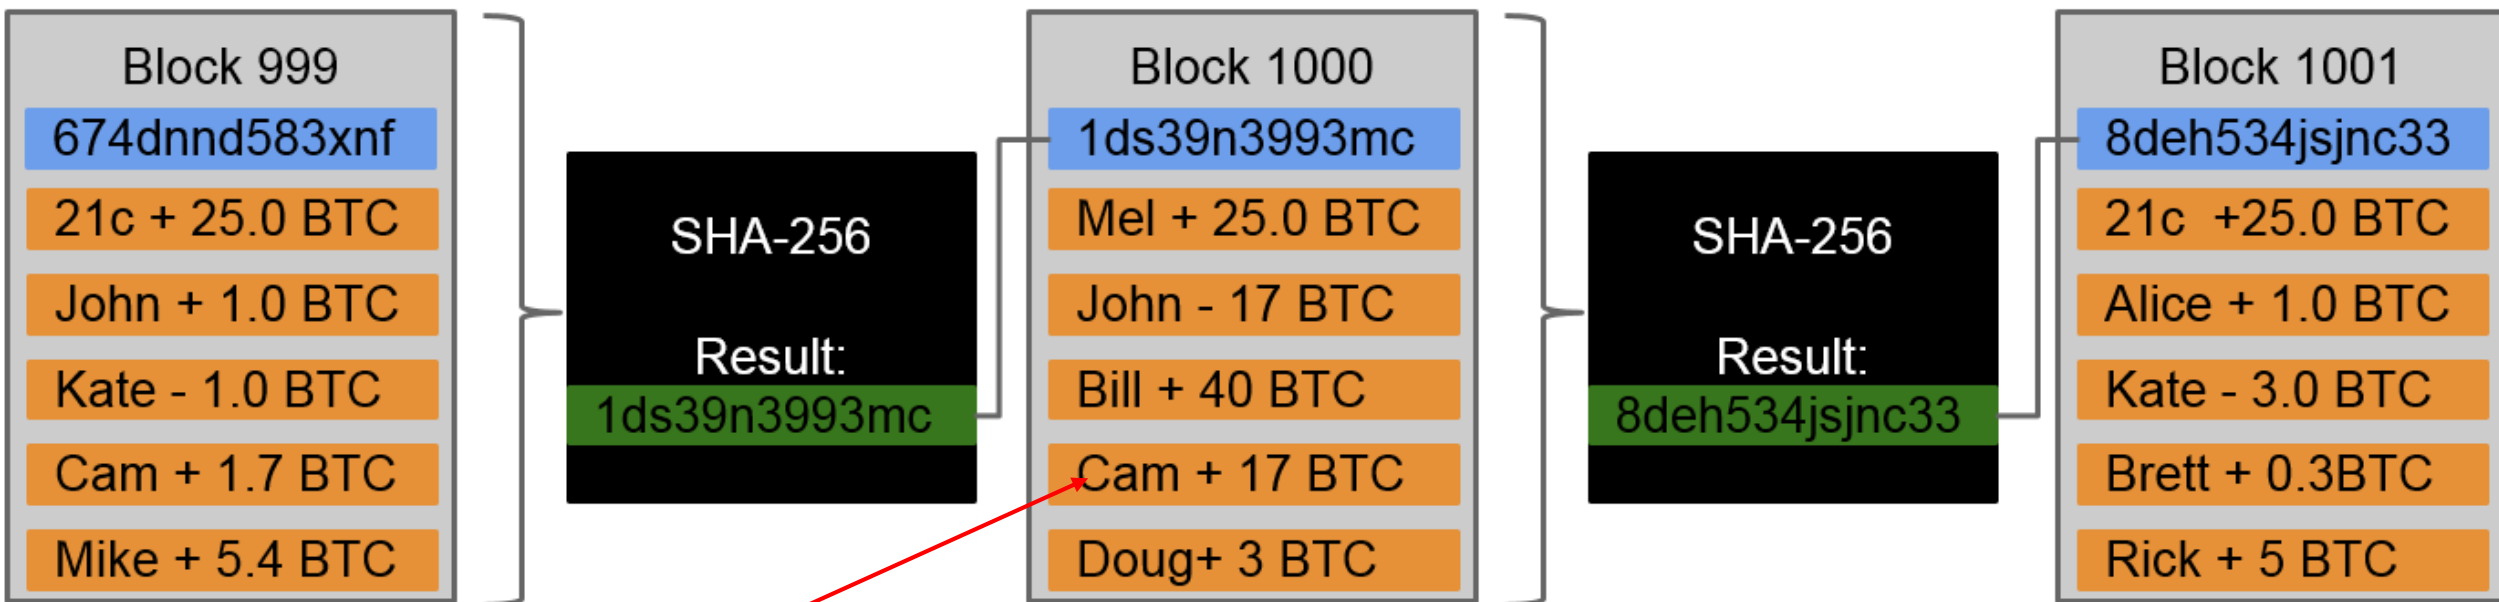 Block 999
674dnnd583xnf
21c + 25.0 BTC
John + 1.0 BTC
Kate - 1.0 BTC
Cam + 1.7 BTC
Mike + 5.4 BTC
SHA-256
Result:
1ds39n3993mc
Block 1000
1ds39n3993mc
Mel + 25.0 BTC
John - 17 BTC
Bill + 40 BTC
Cam + 17 BTC
Doug+ 3 BTC
SHA-256
Result:
8deh534jsjnc33
Block 1001
8deh534jsjnc33
21c  +25.0 BTC
Alice + 1.0 BTC
Kate - 3.0 BTC
Brett + 0.3BTC
Rick + 5 BTC